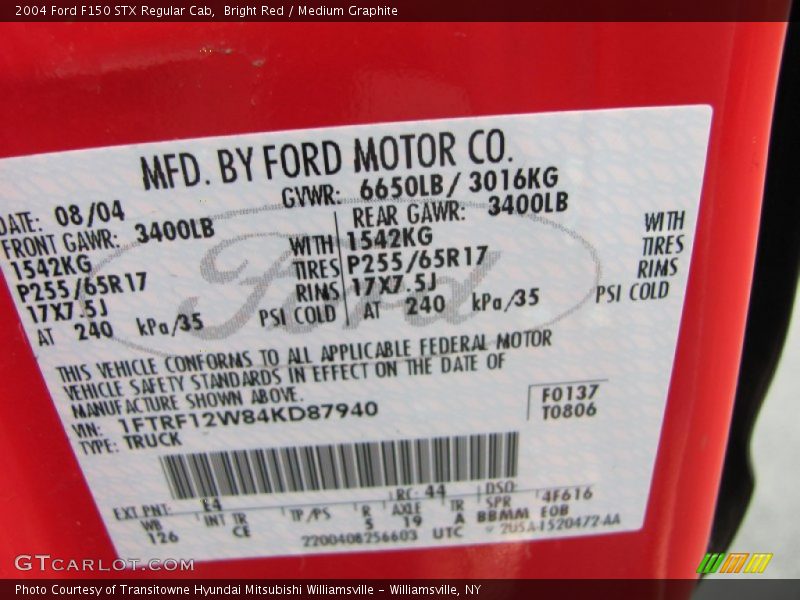 2004 Ford F150 STX Regular Cab,  Bright Red / Medium Graphite
MFD. BY FORD MOTOR CO.
DATE: 08/04
GVWR: 6650LB/ 3016KG
FRONT GAWR: 3400LB
REAR GAWR: 3400LB
1542KG WITH
1542KG WITH
P255/65R17 TIRES
P255/65R17 TIRES
17X7.5J RIMS
17X7.5J RIMS
AT 240 kPa/35 PSI COLD
AT 240 kPa/35 PSI COLD
Ford
THIS VEHICLE CONFORMS TO ALL APPLICABLE FEDERAL MOTOR
VEHICLE SAFETY STANDARDS IN EFFECT ON THE DATE OF
MANUFACTURE SHOWN ABOVE.
VIN: 1FTRF12W84KD87940
TYPE: TRUCK
F0137
T0806
EXT PNT: E4 RC: 44 DSO: 4F616
WB INT TR TP/PS R AXLE TR SPR EOB
126 CE 5 19 A BBMM
2200408256603 UTC 2U5A-1520472-AA
GTCARLOT.COM
Photo Courtesy of Transitowne Hyundai Mitsubishi Williamsville - Williamsville, NY